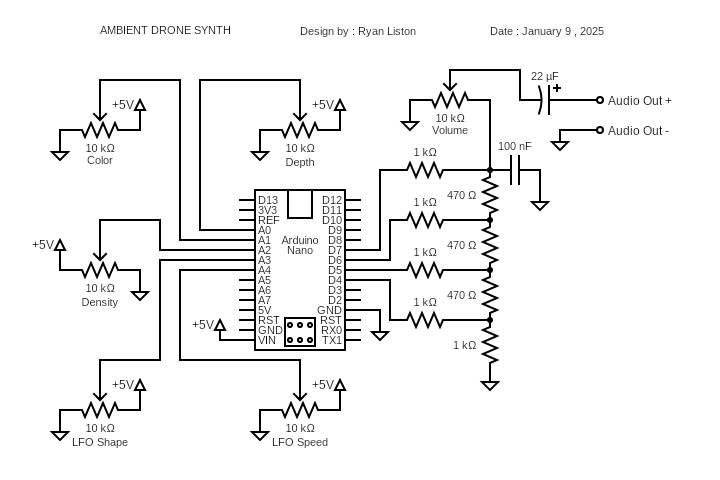 AMBIENT DRONE SYNTH
Design by : Ryan Liston
Date : January 9 , 2025
+5V
10 kΩ
Color
+5V
10 kΩ
Depth
10 kΩ
Volume
22 µF
+
Audio Out +
Audio Out -
100 nF
1 kΩ
470 Ω
1 kΩ
470 Ω
1 kΩ
470 Ω
1 kΩ
1 kΩ
+5V
10 kΩ
Density
D13
3V3
REF
A0
A1
A2
A3
A4
A5
A6
A7
5V
RST
GND
VIN
Arduino
Nano
D12
D11
D10
D9
D8
D7
D6
D5
D4
D3
D2
GND
RST
RX0
TX1
+5V
+5V
10 kΩ
LFO Shape
+5V
10 kΩ
LFO Speed